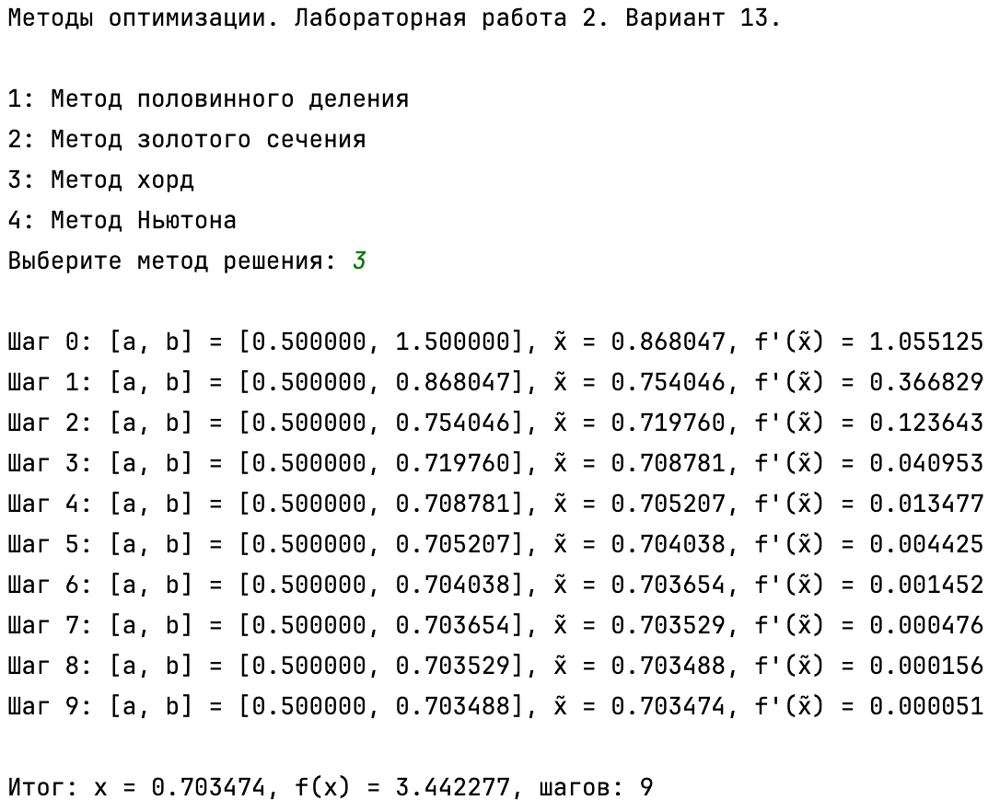 Методы оптимизации. Лабораторная работа 2. Вариант 13.
1: Метод половинного деления
2: Метод золотого сечения
3: Метод хорд
4: Метод Ньютона
Выберите метод решения: 3
Шаг 0: [a, b] = [0.500000, 1.500000], x̃ = 0.868047, f'(x̃) = 1.055125
Шаг 1: [a, b] = [0.500000, 0.868047], x̃ = 0.754046, f'(x̃) = 0.366829
Шаг 2: [a, b] = [0.500000, 0.754046], x̃ = 0.719760, f'(x̃) = 0.123643
Шаг 3: [a, b] = [0.500000, 0.719760], x̃ = 0.708781, f'(x̃) = 0.040953
Шаг 4: [a, b] = [0.500000, 0.708781], x̃ = 0.705207, f'(x̃) = 0.013477
Шаг 5: [a, b] = [0.500000, 0.705207], x̃ = 0.704038, f'(x̃) = 0.004425
Шаг 6: [a, b] = [0.500000, 0.704038], x̃ = 0.703654, f'(x̃) = 0.001452
Шаг 7: [a, b] = [0.500000, 0.703654], x̃ = 0.703529, f'(x̃) = 0.000476
Шаг 8: [a, b] = [0.500000, 0.703529], x̃ = 0.703488, f'(x̃) = 0.000156
Шаг 9: [a, b] = [0.500000, 0.703488], x̃ = 0.703474, f'(x̃) = 0.000051
Итог: x = 0.703474, f(x) = 3.442277, шагов: 9